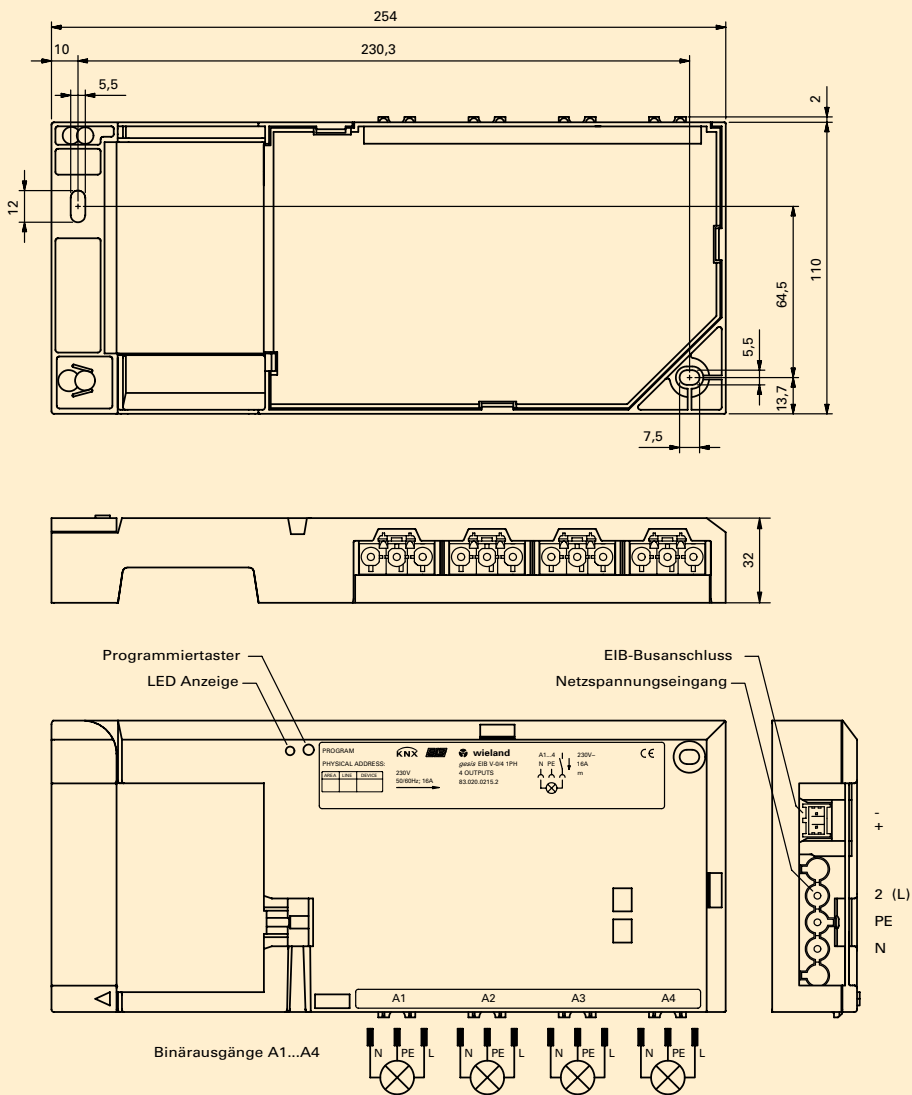 254
10
230,3
5,5
2
12
64,5
110
5,5
13,7
7,5
32
Programmiertaster
LED Anzeige
EIB-Busanschluss
Netzspannungseingang
PROGRAM
PHYSICAL ADDRESS:
AREA LINE DEVICE
KNX
230V
50/60Hz; 16A
wieland
gesis EIB V-0/4 1PH
4 OUTPUTS
83.020.0215.2
A1...4
N PE
230V~
16A
m
CE
-
+
2 (L)
PE
N
A1 A2 A3 A4
Binärausgänge A1...A4
N PE L N PE L N PE L N PE L